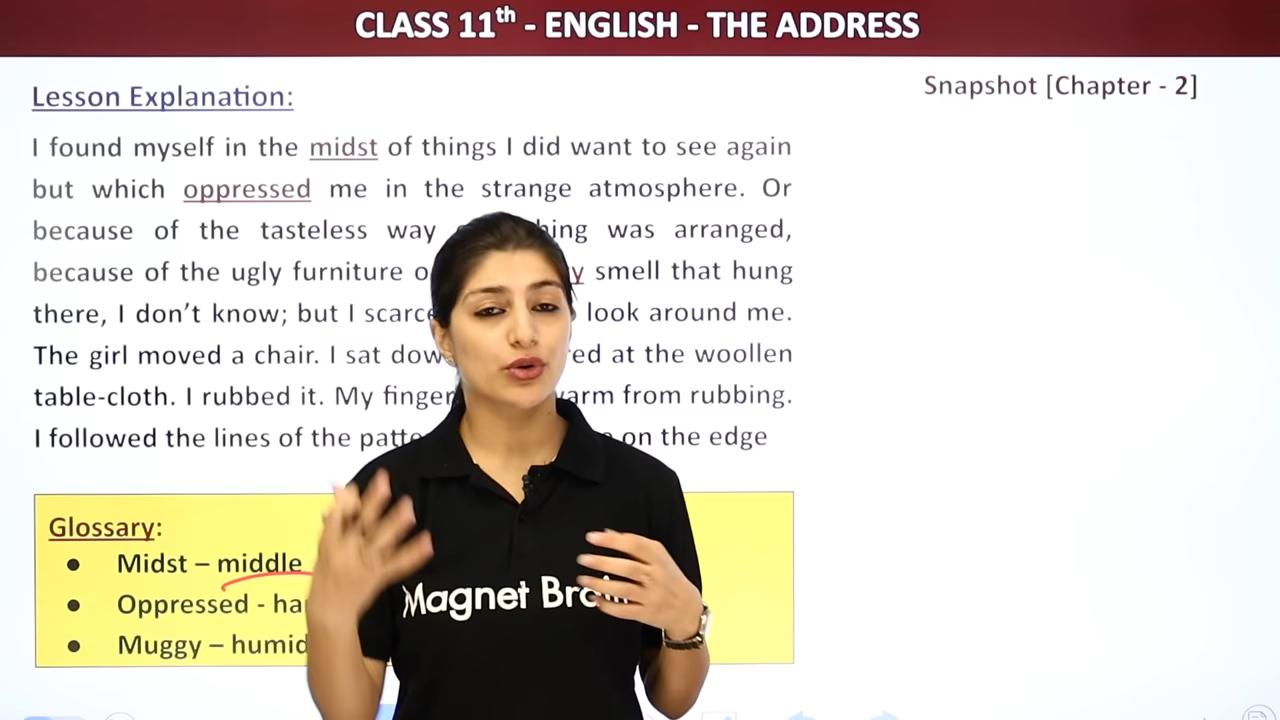 CLASS 11th - ENGLISH - THE ADDRESS
Snapshot [Chapter - 2]
Lesson Explanation:
I found myself in the midst of things I did want to see again
but which oppressed me in the strange atmosphere. Or
because of the tasteless way was arranged,
because of the ugly furniture smell that hung
there, I don't know; but I look around me.
The girl moved a chair. I sat at the woollen
table-cloth. I rubbed it. My from rubbing.
I followed the lines of the on the edge
Glossary:
● Midst – middle
● Oppressed -
● Muggy – humid
Magnet